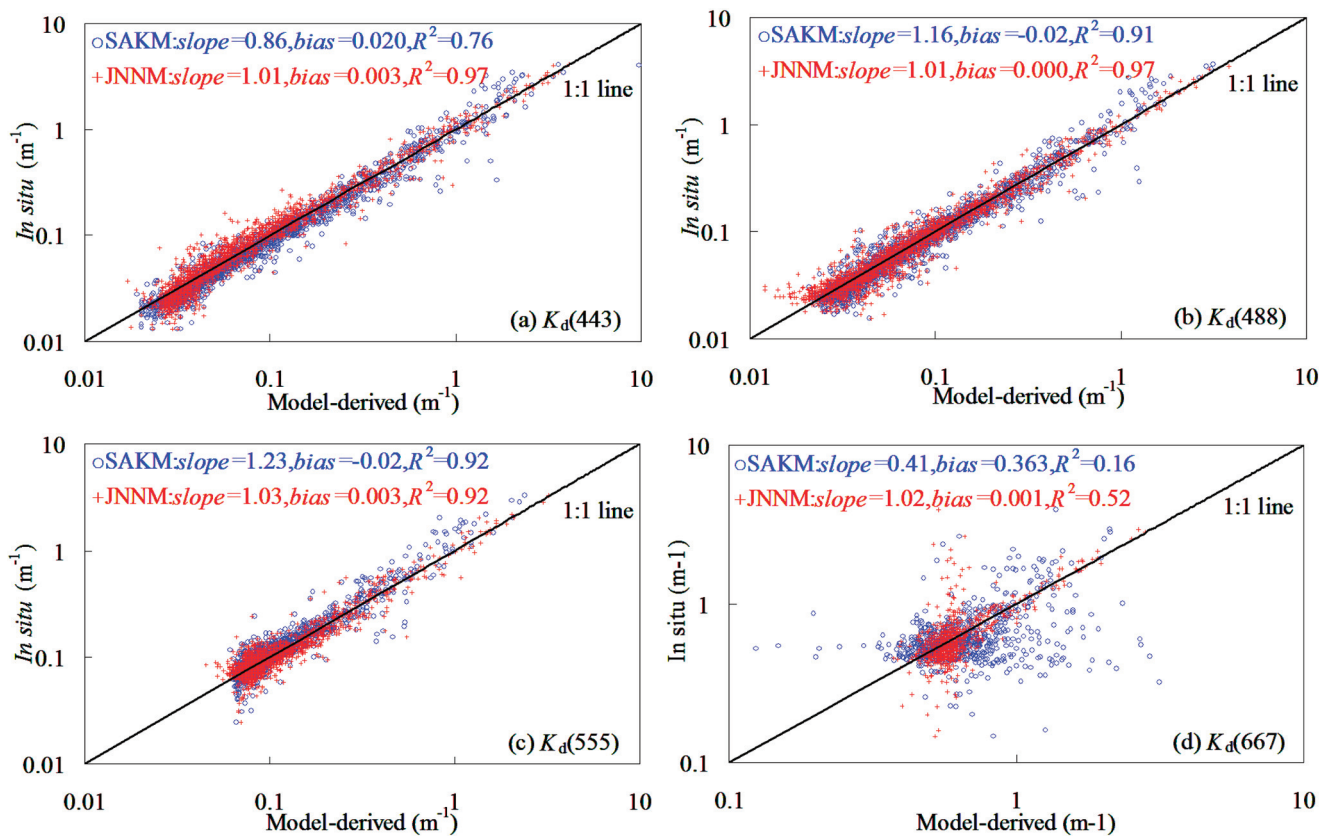 10
○SAKM:slope=0.86,bias=0.020,R²=0.76
+JNNM:slope=1.01,bias=0.003,R²=0.97
1:1 line
1
In situ (m⁻¹)
0.1
(a) Kd(443)
0.01
0.01 0.1 1 10
Model-derived (m⁻¹)
10
○SAKM:slope=1.16,bias=-0.02,R²=0.91
+JNNM:slope=1.01,bias=0.000,R²=0.97
1:1 line
1
In situ (m⁻¹)
0.1
(b) Kd(488)
0.01
0.01 0.1 1 10
Model-derived (m⁻¹)
10
○SAKM:slope=1.23,bias=-0.02,R²=0.92
+JNNM:slope=1.03,bias=0.003,R²=0.92
1:1 line
1
In situ (m⁻¹)
0.1
(c) Kd(555)
0.01
0.01 0.1 1 10
Model-derived (m⁻¹)
10
○SAKM:slope=0.41,bias=0.363,R²=0.16
+JNNM:slope=1.02,bias=0.001,R²=0.52
1:1 line
1
In situ (m-1)
(d) Kd(667)
0.1
0.1 1 10
Model-derived (m-1)